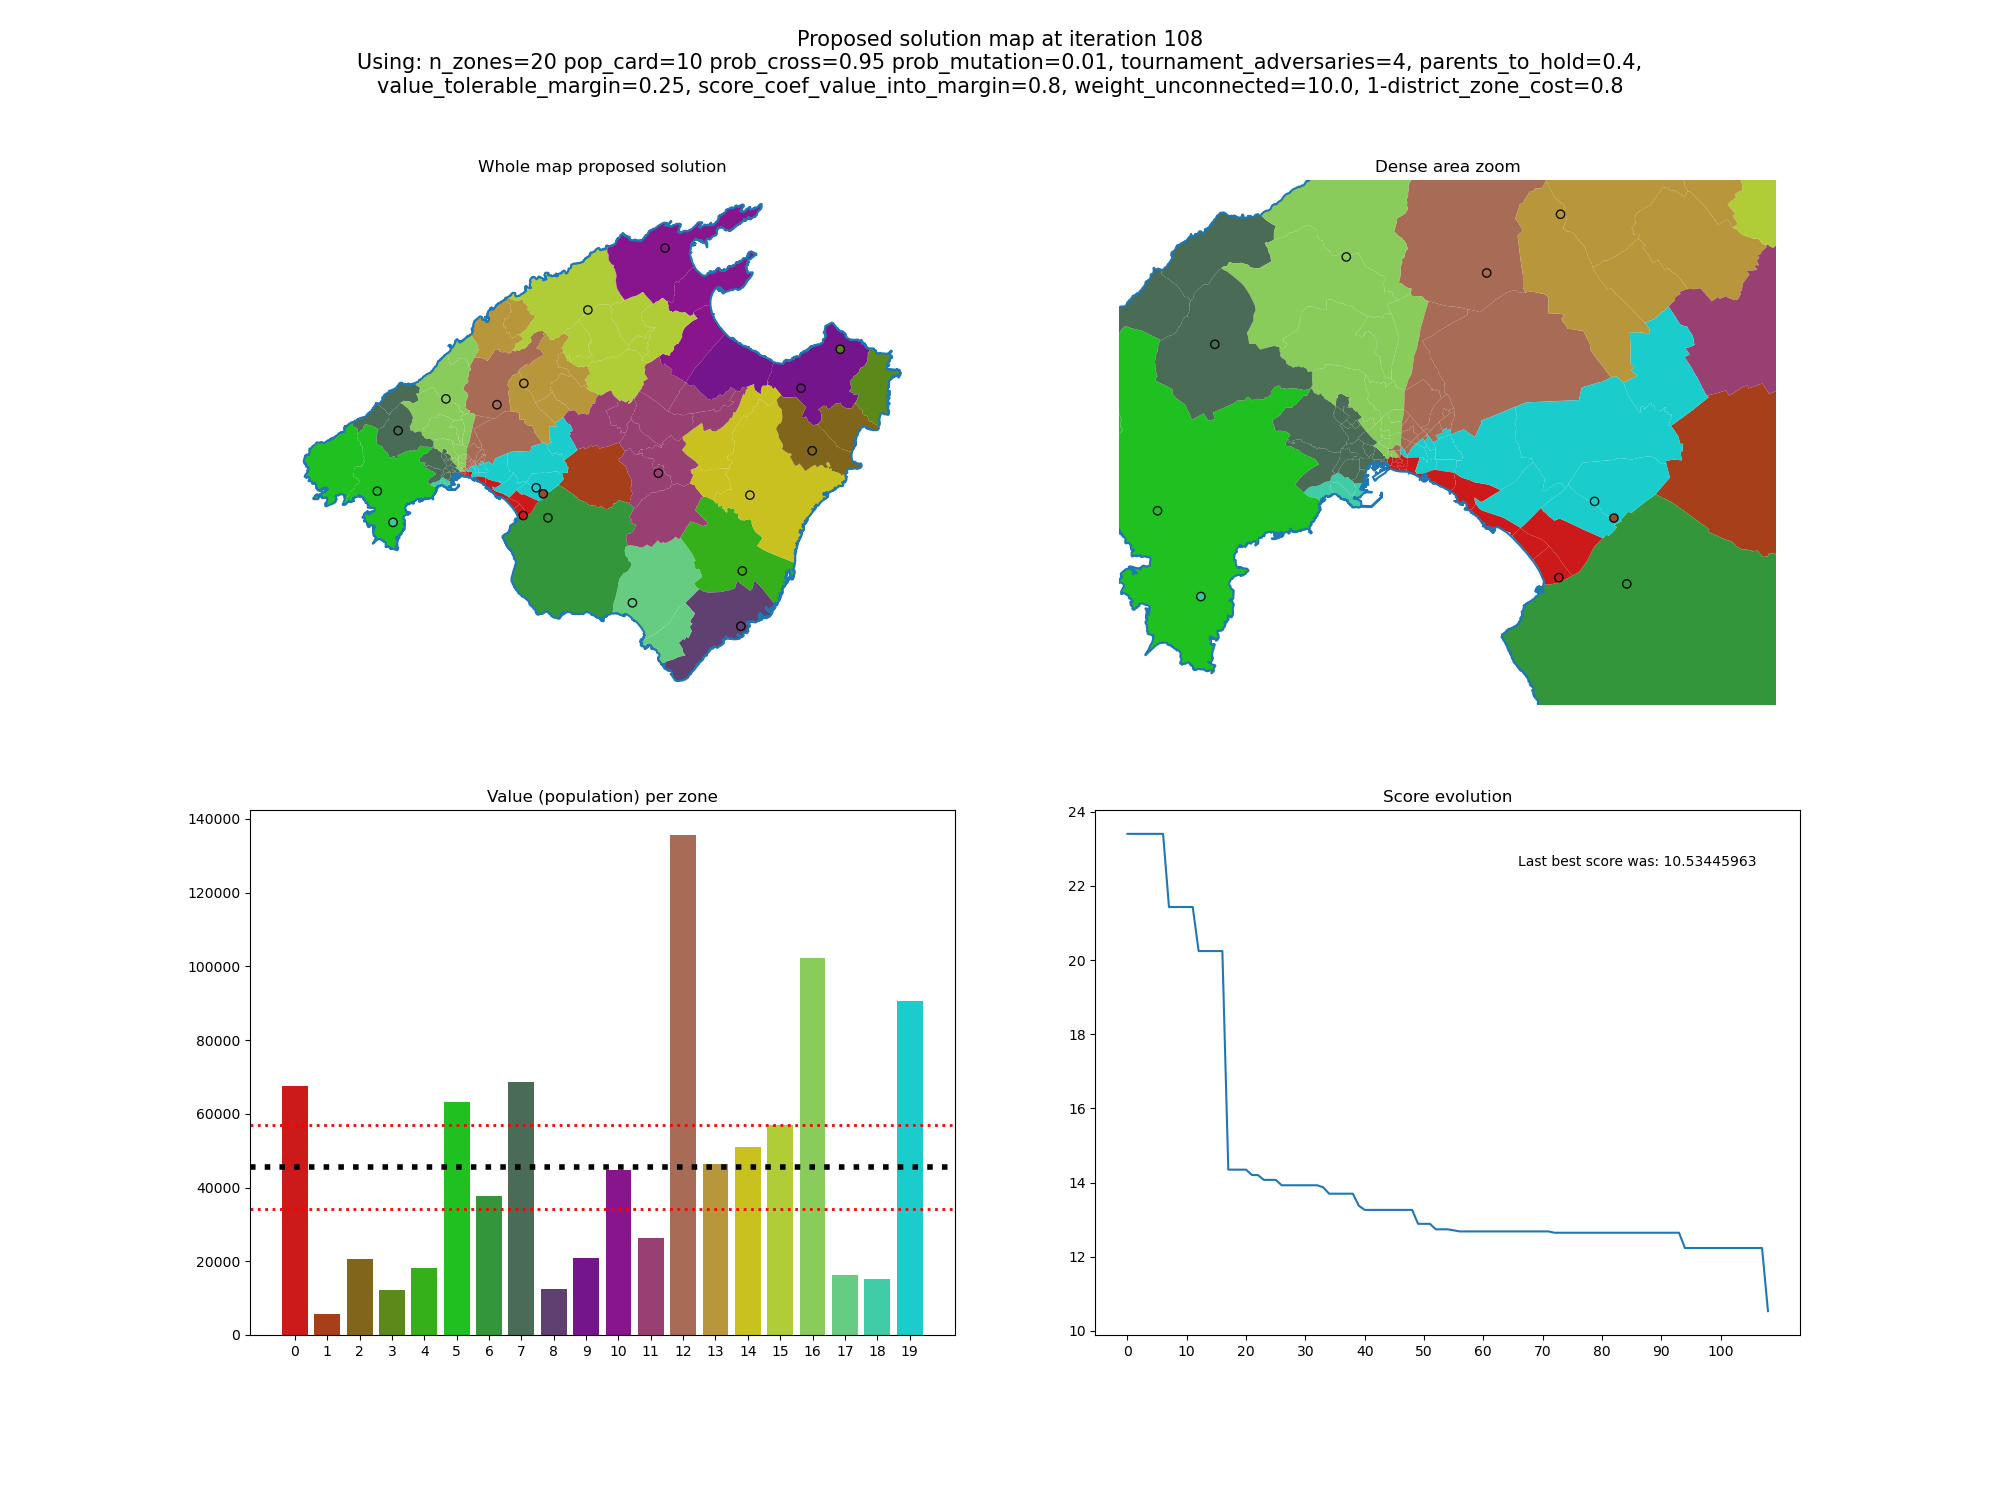 Proposed solution map at iteration 108
Using: n_zones=20 pop_card=10 prob_cross=0.95 prob_mutation=0.01, tournament_adversaries=4, parents_to_hold=0.4,
value_tolerable_margin=0.25, score_coef_value_into_margin=0.8, weight_unconnected=10.0, 1-district_zone_cost=0.8
Whole map proposed solution
Dense area zoom
Value (population) per zone
140000
120000
100000
80000
60000
40000
20000
0
0 1 2 3 4 5 6 7 8 9 10 11 12 13 14 15 16 17 18 19
Score evolution
Last best score was: 10.53445963
24
22
20
18
16
14
12
10
0 10 20 30 40 50 60 70 80 90 100